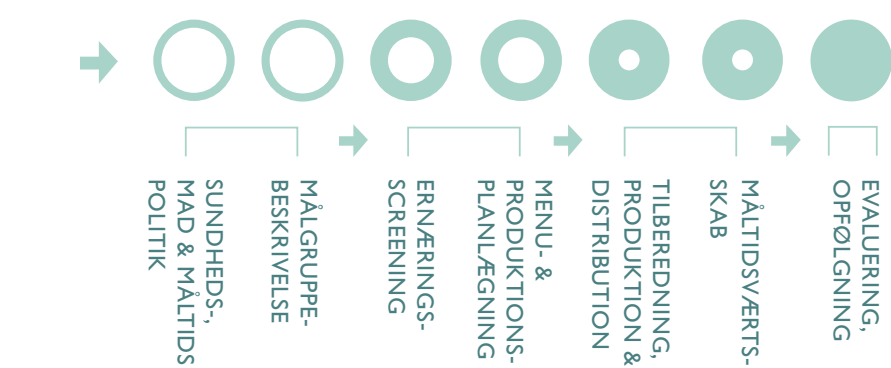 SUNDHEDS-,
MAD & MÅLTIDS
POLITIK
MÅLGRUPPE-
BESKRIVELSE
ERNÆRINGS-
SCREENING
MENU- &
PRODUKTIONS-
PLANLÆGNING
TILBEREDNING,
PRODUKTION &
DISTRIBUTION
MÅLTIDSVÆRTS-
SKAB
EVALUERING,
OPFØLGNING